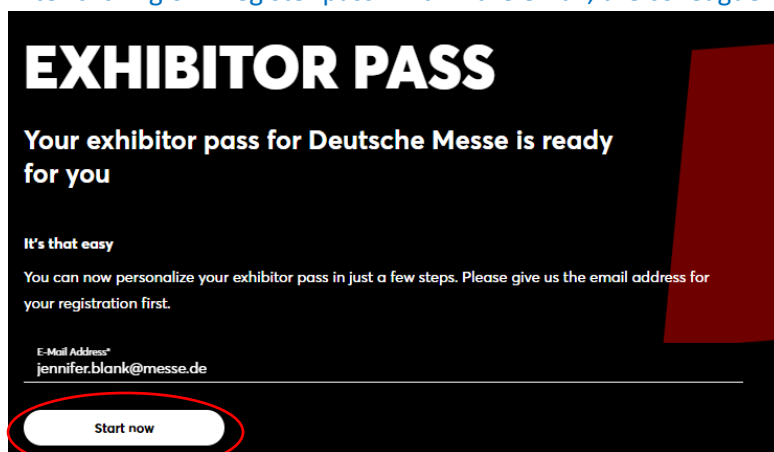 EXHIBITOR PASS
Your exhibitor pass for Deutsche Messe is ready
for you
It's that easy
You can now personalize your exhibitor pass in just a few steps. Please give us the email address for
your registration first.
E-Mail Address*
jennifer.blank@messe.de
Start now